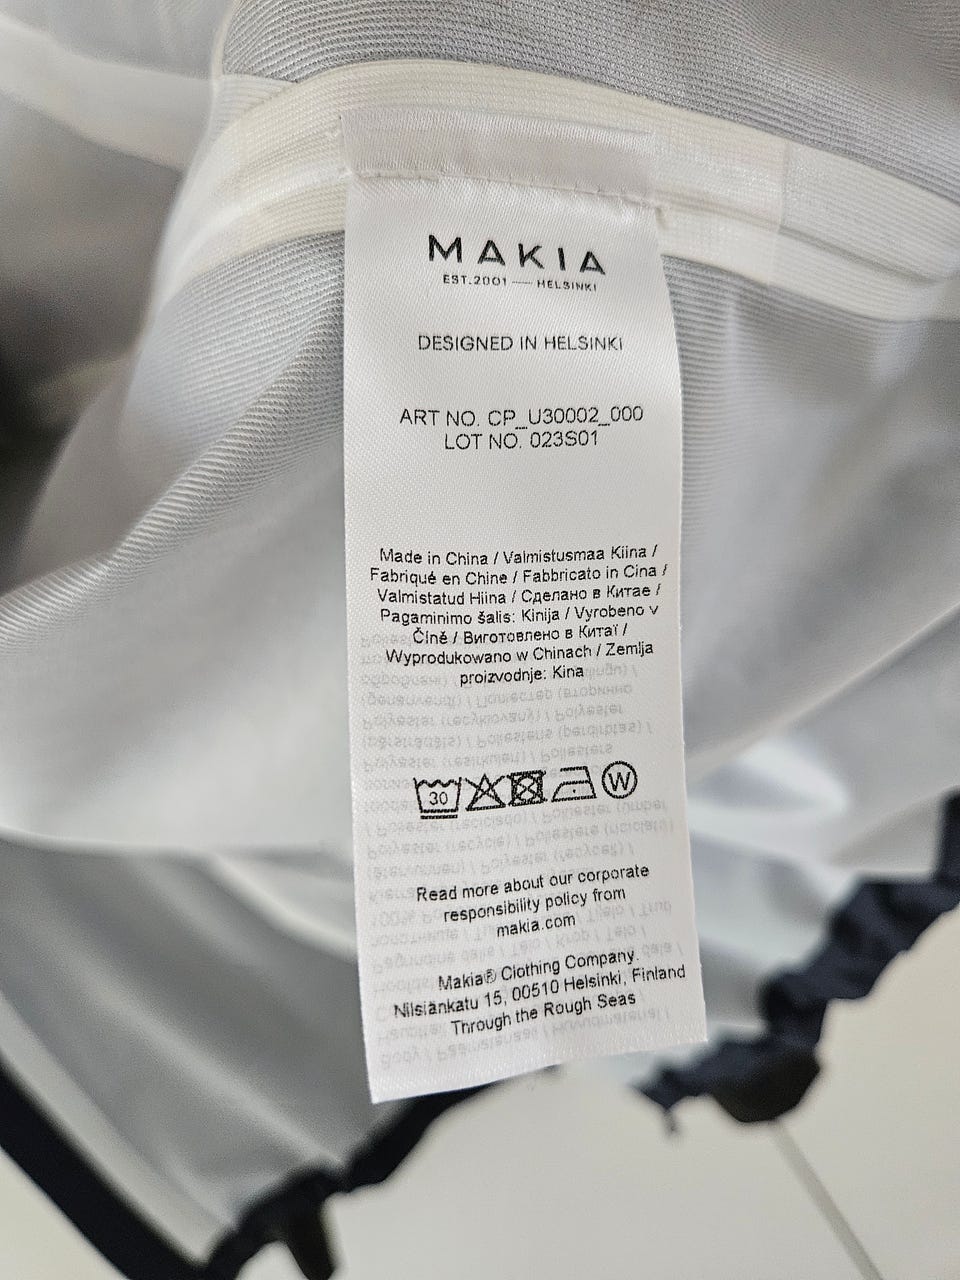 MAKIA
EST.2001 — HELSINKI
DESIGNED IN HELSINKI
ART NO. CP_U30002_000
LOT NO. 023S01
Made in China / Valmistusmaa Kiina /
Fabriqué en Chine / Fabbricato in Cina /
Valmistatud Hiina / Сделано в Китае /
Pagaminimo šalis: Kinija / Vyrobeno v
Číně / Виготовлено в Китаї /
Wyprodukowano w Chinach / Zemlja
proizvodnje: Kina
30
W
Read more about our corporate
responsibility policy from
makia.com
Makia® Clothing Company.
Nilsiänkatu 15, 00510 Helsinki, Finland
Through the Rough Seas